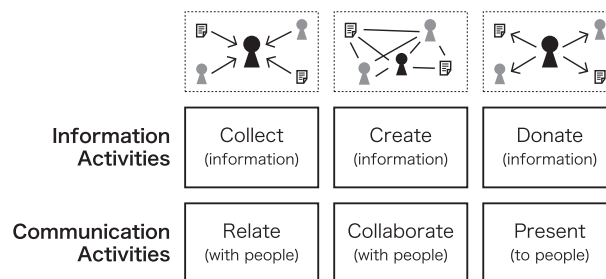 Information
Activities
Collect
(information)
Create
(information)
Donate
(information)
Communication
Activities
Relate
(with people)
Collaborate
(with people)
Present
(to people)